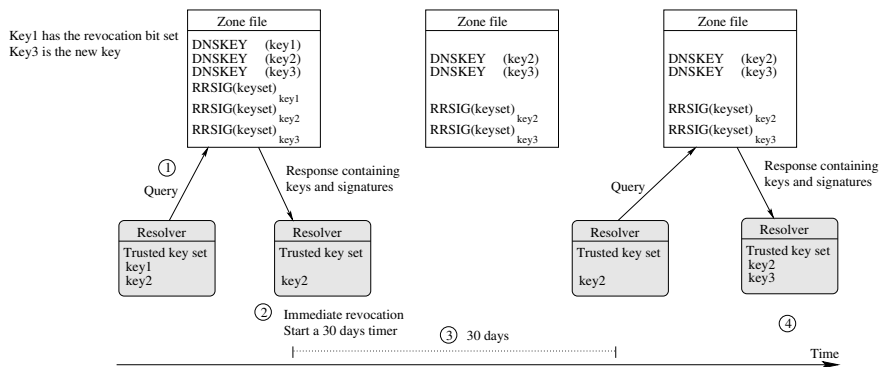 Key1 has the revocation bit set
Key3 is the new key
Zone file
DNSKEY (key1)
DNSKEY (key2)
DNSKEY (key3)
RRSIG(keyset) key1
RRSIG(keyset) key2
RRSIG(keyset) key3
Zone file
DNSKEY (key2)
DNSKEY (key3)
RRSIG(keyset) key2
RRSIG(keyset) key3
Zone file
DNSKEY (key2)
DNSKEY (key3)
RRSIG(keyset) key2
RRSIG(keyset) key3
1
Query
Response containing
keys and signatures
Query
Response containing
keys and signatures
Resolver
Trusted key set
key1
key2
Resolver
Trusted key set
key2
Resolver
Trusted key set
key2
Resolver
Trusted key set
key2
key3
2 Immediate revocation
Start a 30 days timer
3 30 days
4
Time